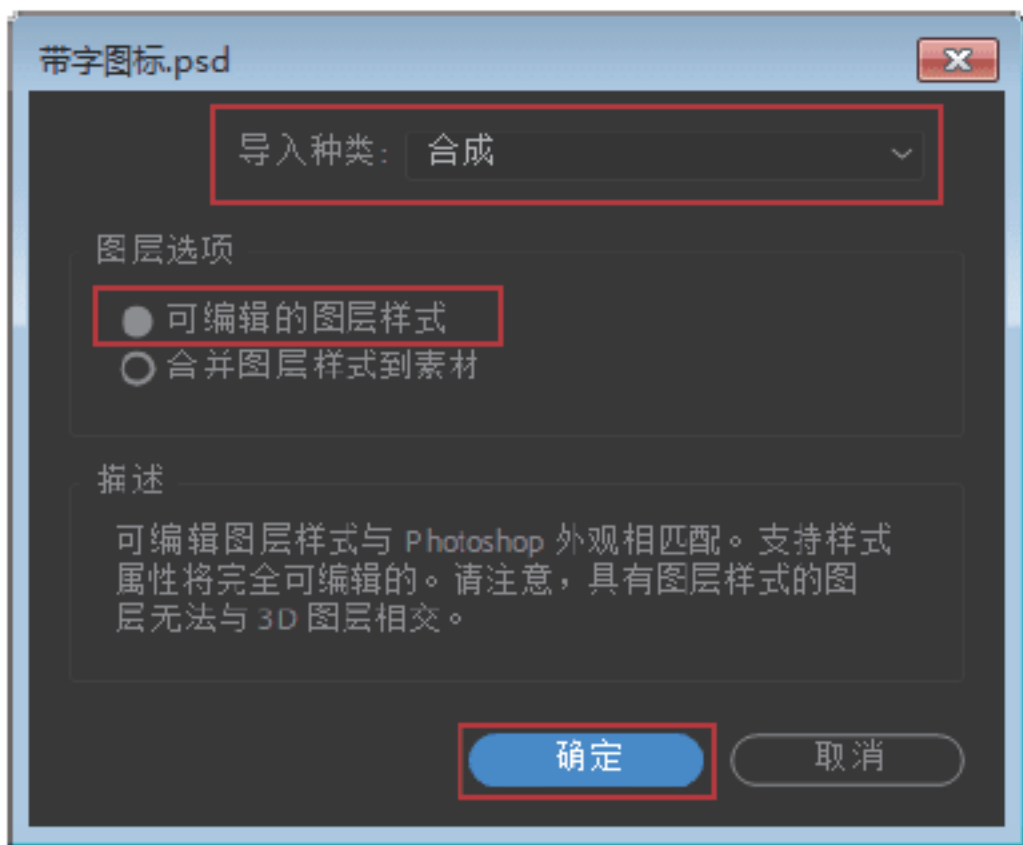 带字图标.psd
导入种类: 合成
图层选项
可编辑的图层样式
合并图层样式到素材
描述
可编辑图层样式与 Photoshop 外观相匹配。支持样式
属性将完全可编辑的。请注意，具有图层样式的图
层无法与 3D 图层相交。
确定 取消